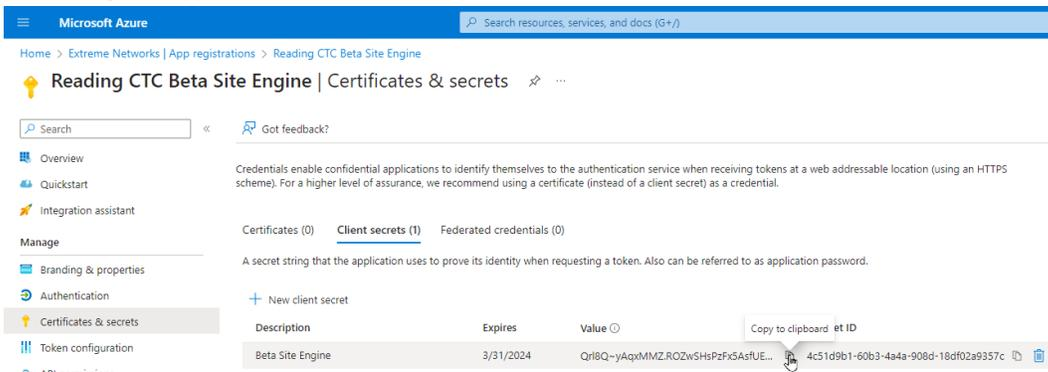 Microsoft Azure
Search resources, services, and docs (G+/)
Home > Extreme Networks | App registrations > Reading CTC Beta Site Engine
Reading CTC Beta Site Engine | Certificates & secrets
Search
Got feedback?
Overview
Quickstart
Integration assistant
Manage
Branding & properties
Authentication
Certificates & secrets
Token configuration
Credentials enable confidential applications to identify themselves to the authentication service when receiving tokens at a web addressable location (using an HTTPS
scheme). For a higher level of assurance, we recommend using a certificate (instead of a client secret) as a credential.
Certificates (0) Client secrets (1) Federated credentials (0)
A secret string that the application uses to prove its identity when requesting a token. Also can be referred to as application password.
New client secret
Description Expires Value Copy to clipboard et ID
Beta Site Engine 3/31/2024 QrI8Q~yAqxMMZ.ROZwSHsPzFx5AsfUE... 4c51d9b1-60b3-4a4a-908d-18df02a9357c